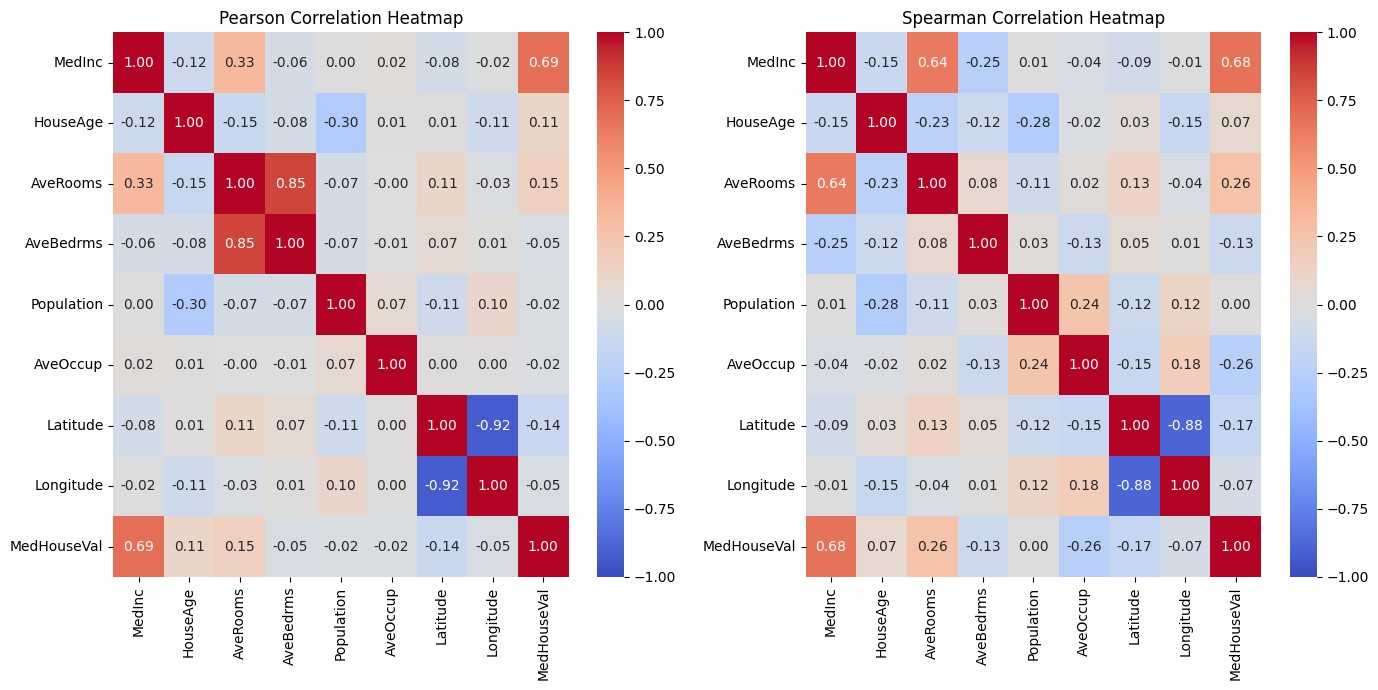 Pearson Correlation Heatmap
MedInc 1.00 -0.12 0.33 -0.06 0.00 0.02 -0.08 -0.02 0.69
HouseAge -0.12 1.00 -0.15 -0.08 -0.30 0.01 0.01 -0.11 0.11
AveRooms 0.33 -0.15 1.00 0.85 -0.07 -0.00 0.11 -0.03 0.15
AveBedrms -0.06 -0.08 0.85 1.00 -0.07 -0.01 0.07 0.01 -0.05
Population 0.00 -0.30 -0.07 -0.07 1.00 0.07 -0.11 0.10 -0.02
AveOccup 0.02 0.01 -0.00 -0.01 0.07 1.00 0.00 0.00 -0.02
Latitude -0.08 0.01 0.11 0.07 -0.11 0.00 1.00 -0.92 -0.14
Longitude -0.02 -0.11 -0.03 0.01 0.10 0.00 -0.92 1.00 -0.05
MedHouseVal 0.69 0.11 0.15 -0.05 -0.02 -0.02 -0.14 -0.05 1.00
MedInc HouseAge AveRooms AveBedrms Population AveOccup Latitude Longitude MedHouseVal
1.00
0.75
0.50
0.25
0.00
−0.25
−0.50
−0.75
−1.00
Spearman Correlation Heatmap
MedInc 1.00 -0.15 0.64 -0.25 0.01 -0.04 -0.09 -0.01 0.68
HouseAge -0.15 1.00 -0.23 -0.12 -0.28 -0.02 0.03 -0.15 0.07
AveRooms 0.64 -0.23 1.00 0.08 -0.11 0.02 0.13 -0.04 0.26
AveBedrms -0.25 -0.12 0.08 1.00 0.03 -0.13 0.05 0.01 -0.13
Population 0.01 -0.28 -0.11 0.03 1.00 0.24 -0.12 0.12 0.00
AveOccup -0.04 -0.02 0.02 -0.13 0.24 1.00 -0.15 0.18 -0.26
Latitude -0.09 0.03 0.13 0.05 -0.12 -0.15 1.00 -0.88 -0.17
Longitude -0.01 -0.15 -0.04 0.01 0.12 0.18 -0.88 1.00 -0.07
MedHouseVal 0.68 0.07 0.26 -0.13 0.00 -0.26 -0.17 -0.07 1.00
MedInc HouseAge AveRooms AveBedrms Population AveOccup Latitude Longitude MedHouseVal
1.00
0.75
0.50
0.25
0.00
−0.25
−0.50
−0.75
−1.00